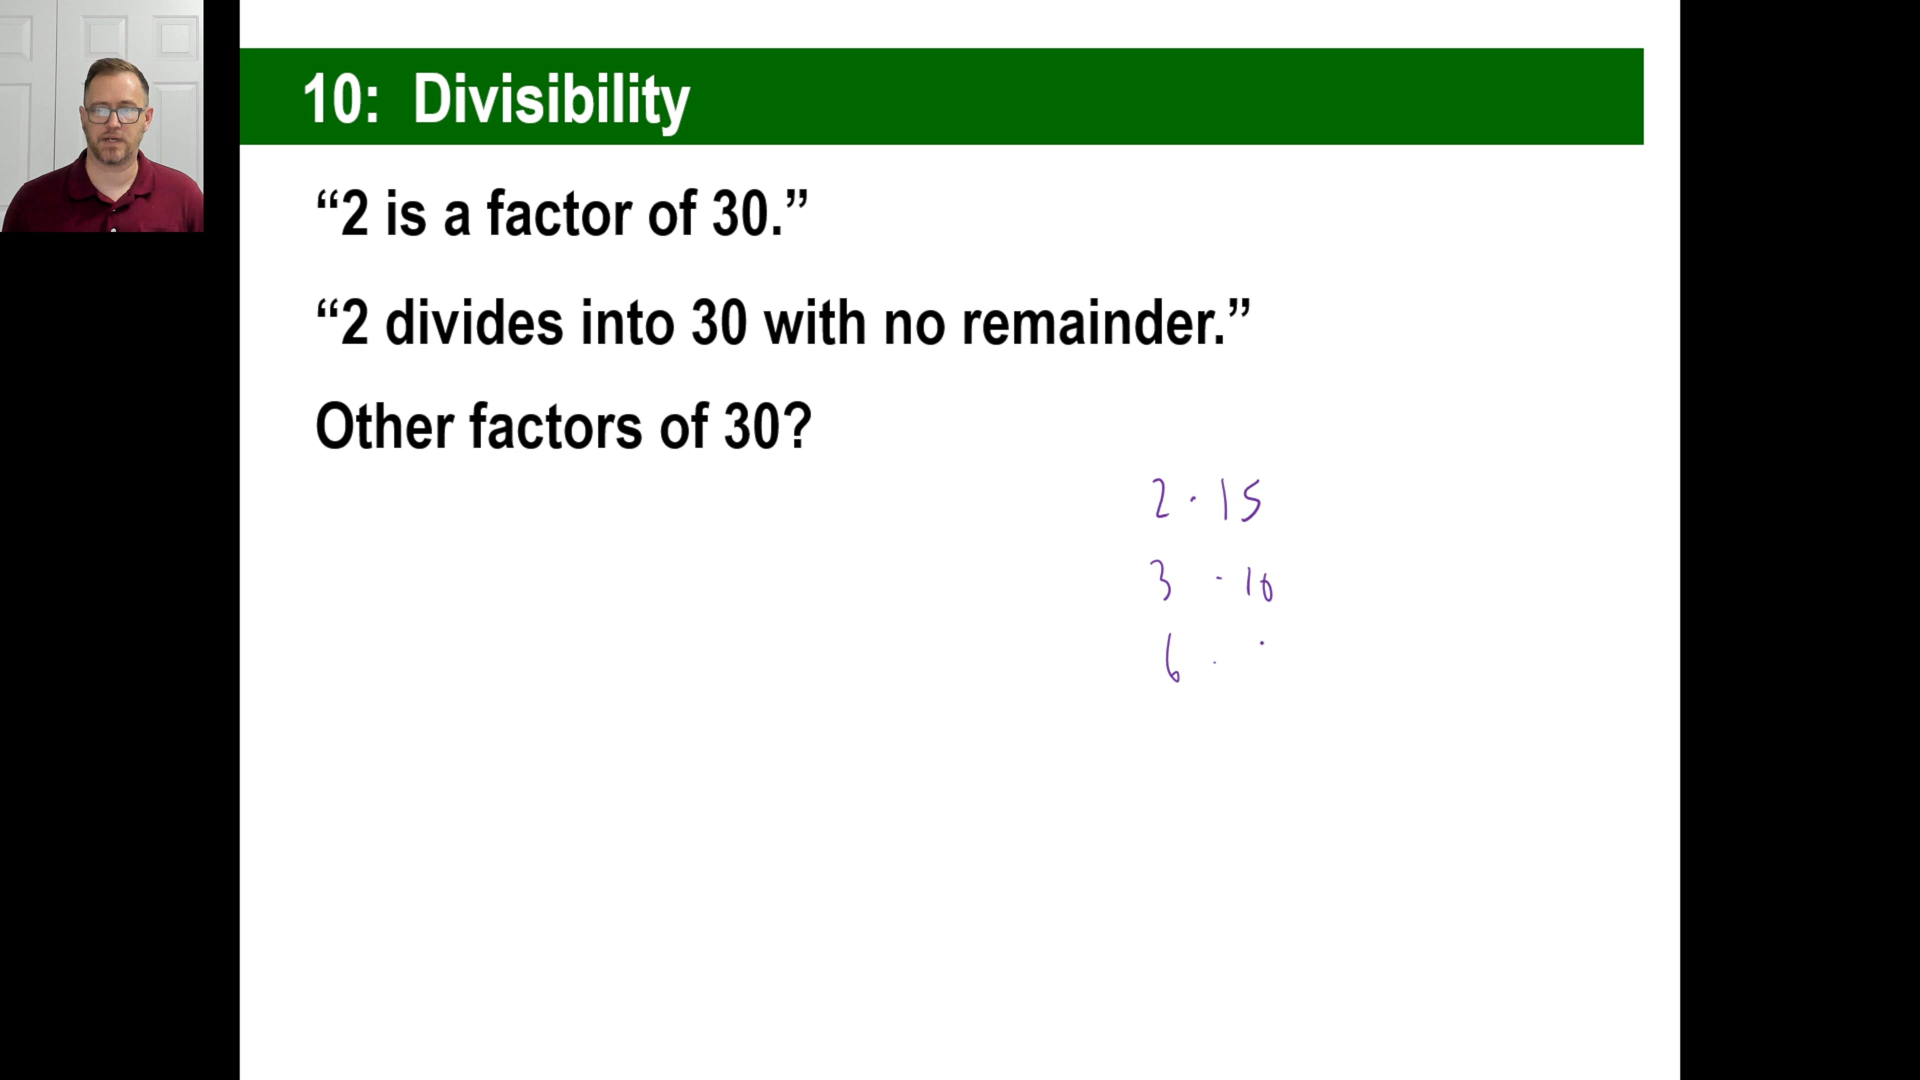 10: Divisibility
“2 is a factor of 30.”
“2 divides into 30 with no remainder.”
Other factors of 30?
2 · 15
3 · 10
6 ·